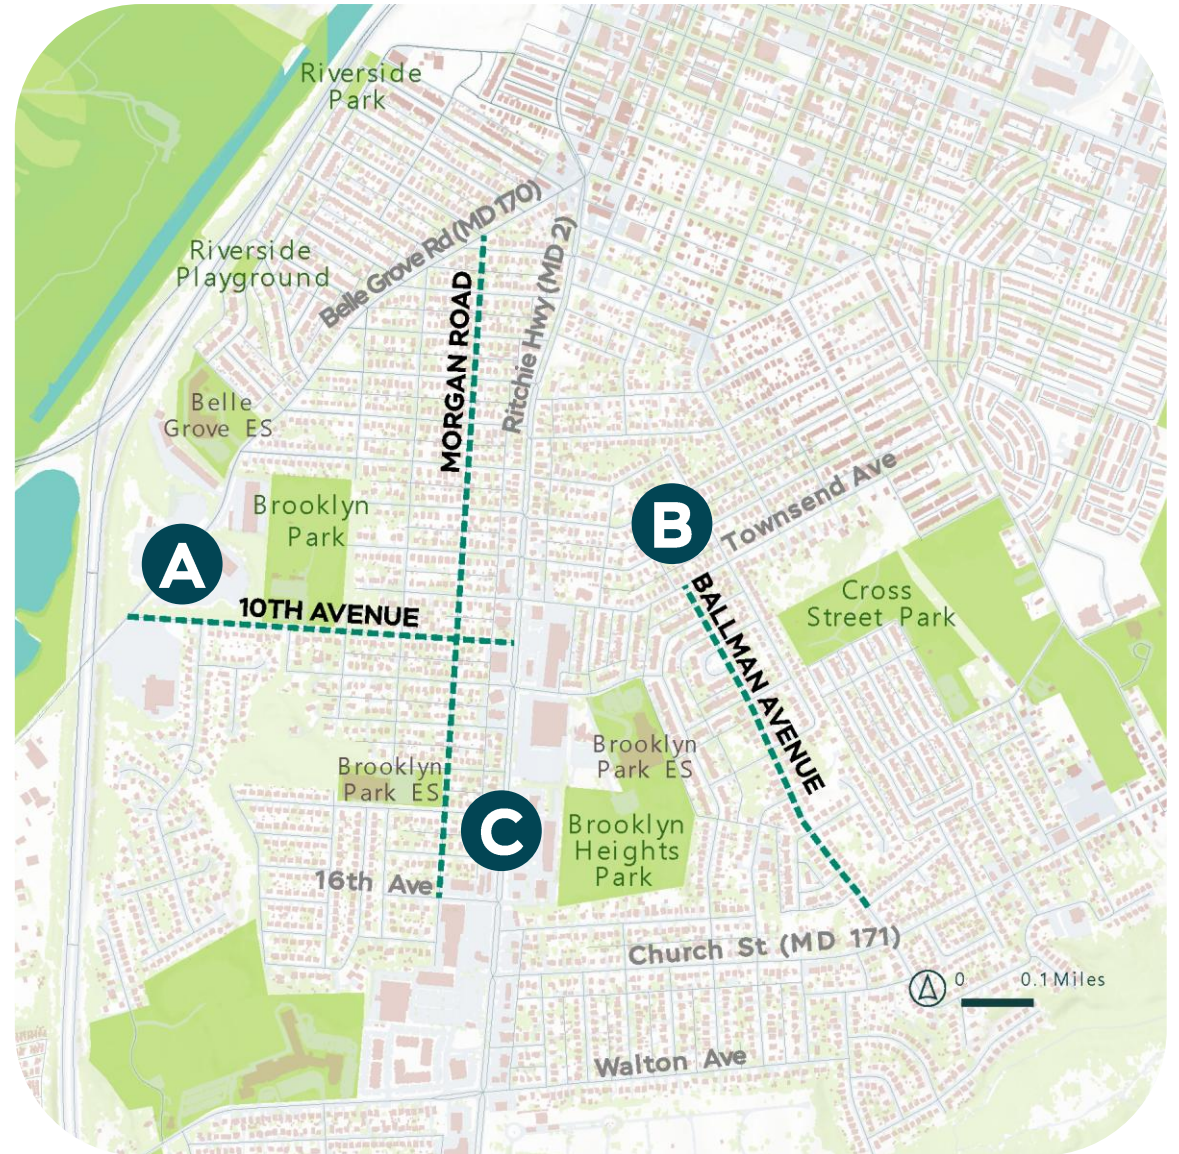 Riverside
Park
Belle Grove Rd (MD 170)
Riverside
Playground
MORGAN ROAD
Ritchie Hwy (MD 2)
Belle
Grove ES
Brooklyn
Park
Townsend Ave
B
A
10TH AVENUE
BALLMAN AVENUE
Cross
Street Park
Brooklyn
Park ES
Brooklyn
Park ES
C
Brooklyn
Heights
Park
16th Ave
Church St (MD 171)
0 0.1 Miles
Walton Ave